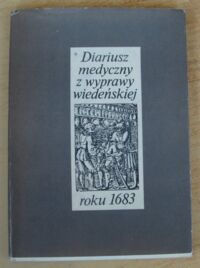 Diariusz
medyczny
z wyprawy
wiedeńskiej
roku 1683